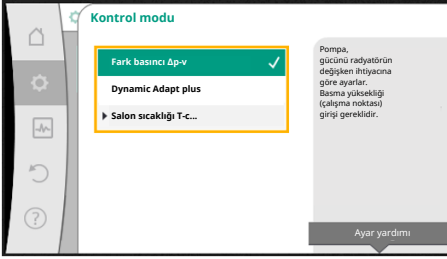 Kontrol modu
Fark basıncı Δp-v
Dynamic Adapt plus
Salon sıcaklığı T-c...
Pompa,
gücünü radyatörün
değişken ihtiyacına
göre ayarlar.
Basma yüksekliği
(çalışma noktası)
girişi gereklidir.
Ayar yardımı